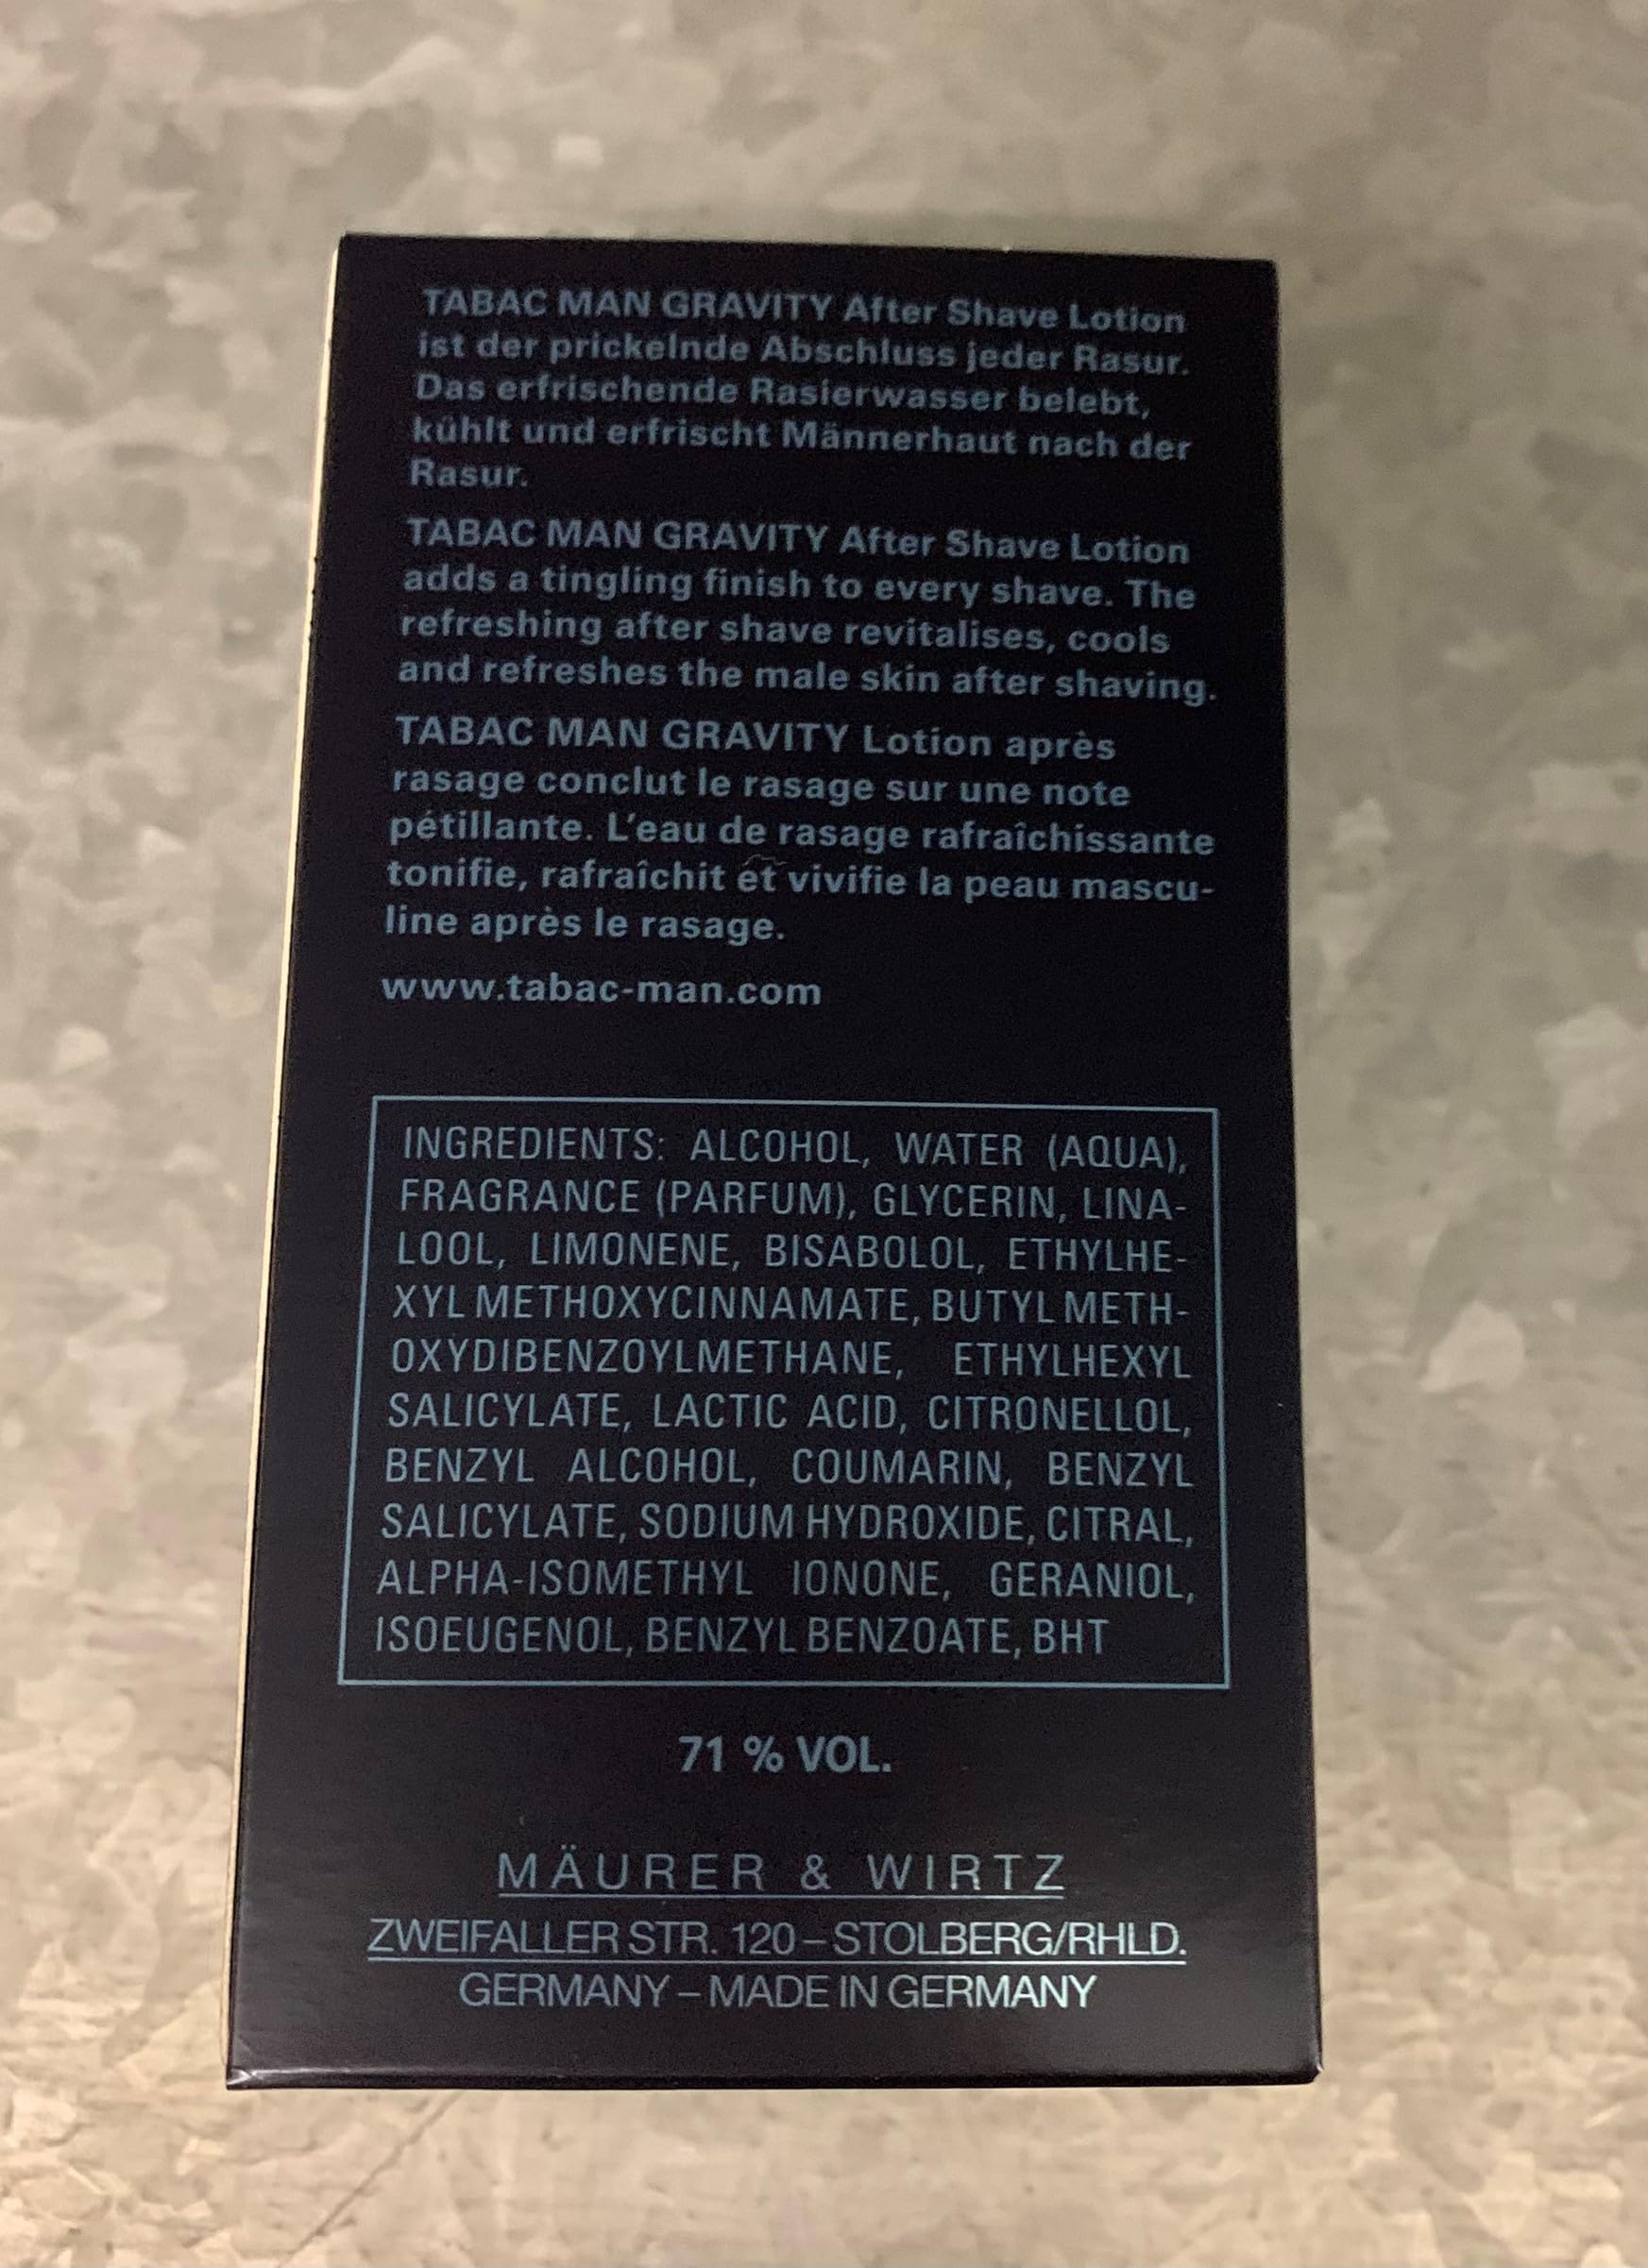 TABAC MAN GRAVITY After Shave Lotion
ist der prickelnde Abschluss jeder Rasur.
Das erfrischende Rasierwasser belebt,
kühlt und erfrischt Männerhaut nach der
Rasur.
TABAC MAN GRAVITY After Shave Lotion
adds a tingling finish to every shave. The
refreshing after shave revitalises, cools
and refreshes the male skin after shaving.
TABAC MAN GRAVITY Lotion après
rasage conclut le rasage sur une note
pétillante. L'eau de rasage rafraîchissante
tonifie, rafraîchit et vivifie la peau mascu-
line après le rasage.
www.tabac-man.com
INGREDIENTS: ALCOHOL, WATER (AQUA),
FRAGRANCE (PARFUM), GLYCERIN, LINA-
LOOL, LIMONENE, BISABOLOL, ETHYLHE-
XYL METHOXYCINNAMATE, BUTYL METH-
OXYDIBENZOYLMETHANE, ETHYLHEXYL
SALICYLATE, LACTIC ACID, CITRONELLOL,
BENZYL ALCOHOL, COUMARIN, BENZYL
SALICYLATE, SODIUM HYDROXIDE, CITRAL,
ALPHA-ISOMETHYL IONONE, GERANIOL,
ISOEUGENOL, BENZYL BENZOATE, BHT
71 % VOL.
MÄURER & WIRTZ
ZWEIFALLER STR. 120 – STOLBERG/RHLD.
GERMANY – MADE IN GERMANY